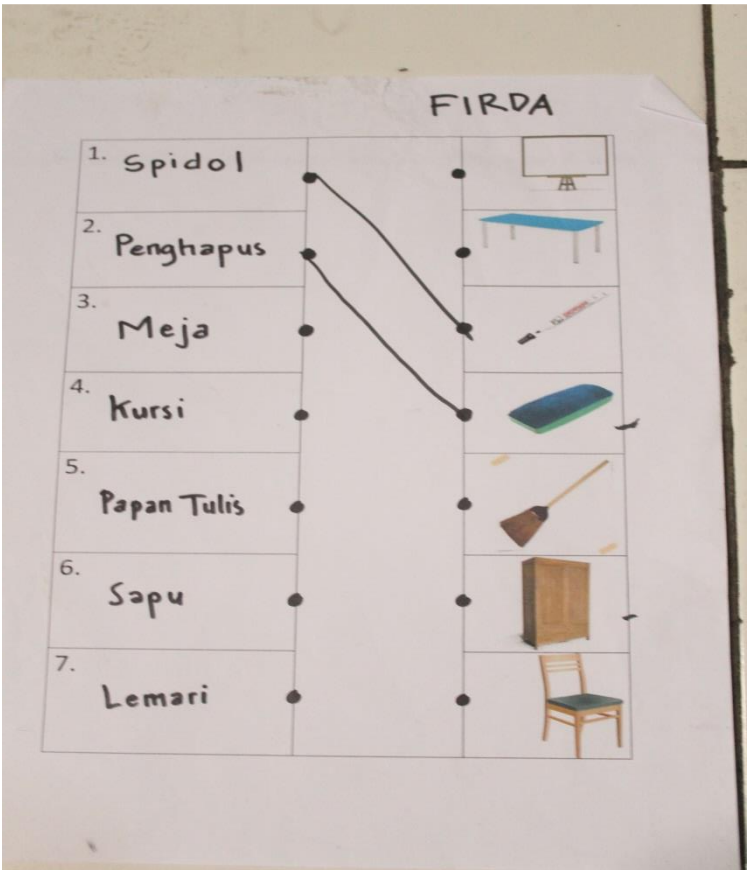 FIRDA
1. Spidol
2. Penghapus
3. Meja
4. Kursi
5. Papan Tulis
6. Sapu
7. Lemari